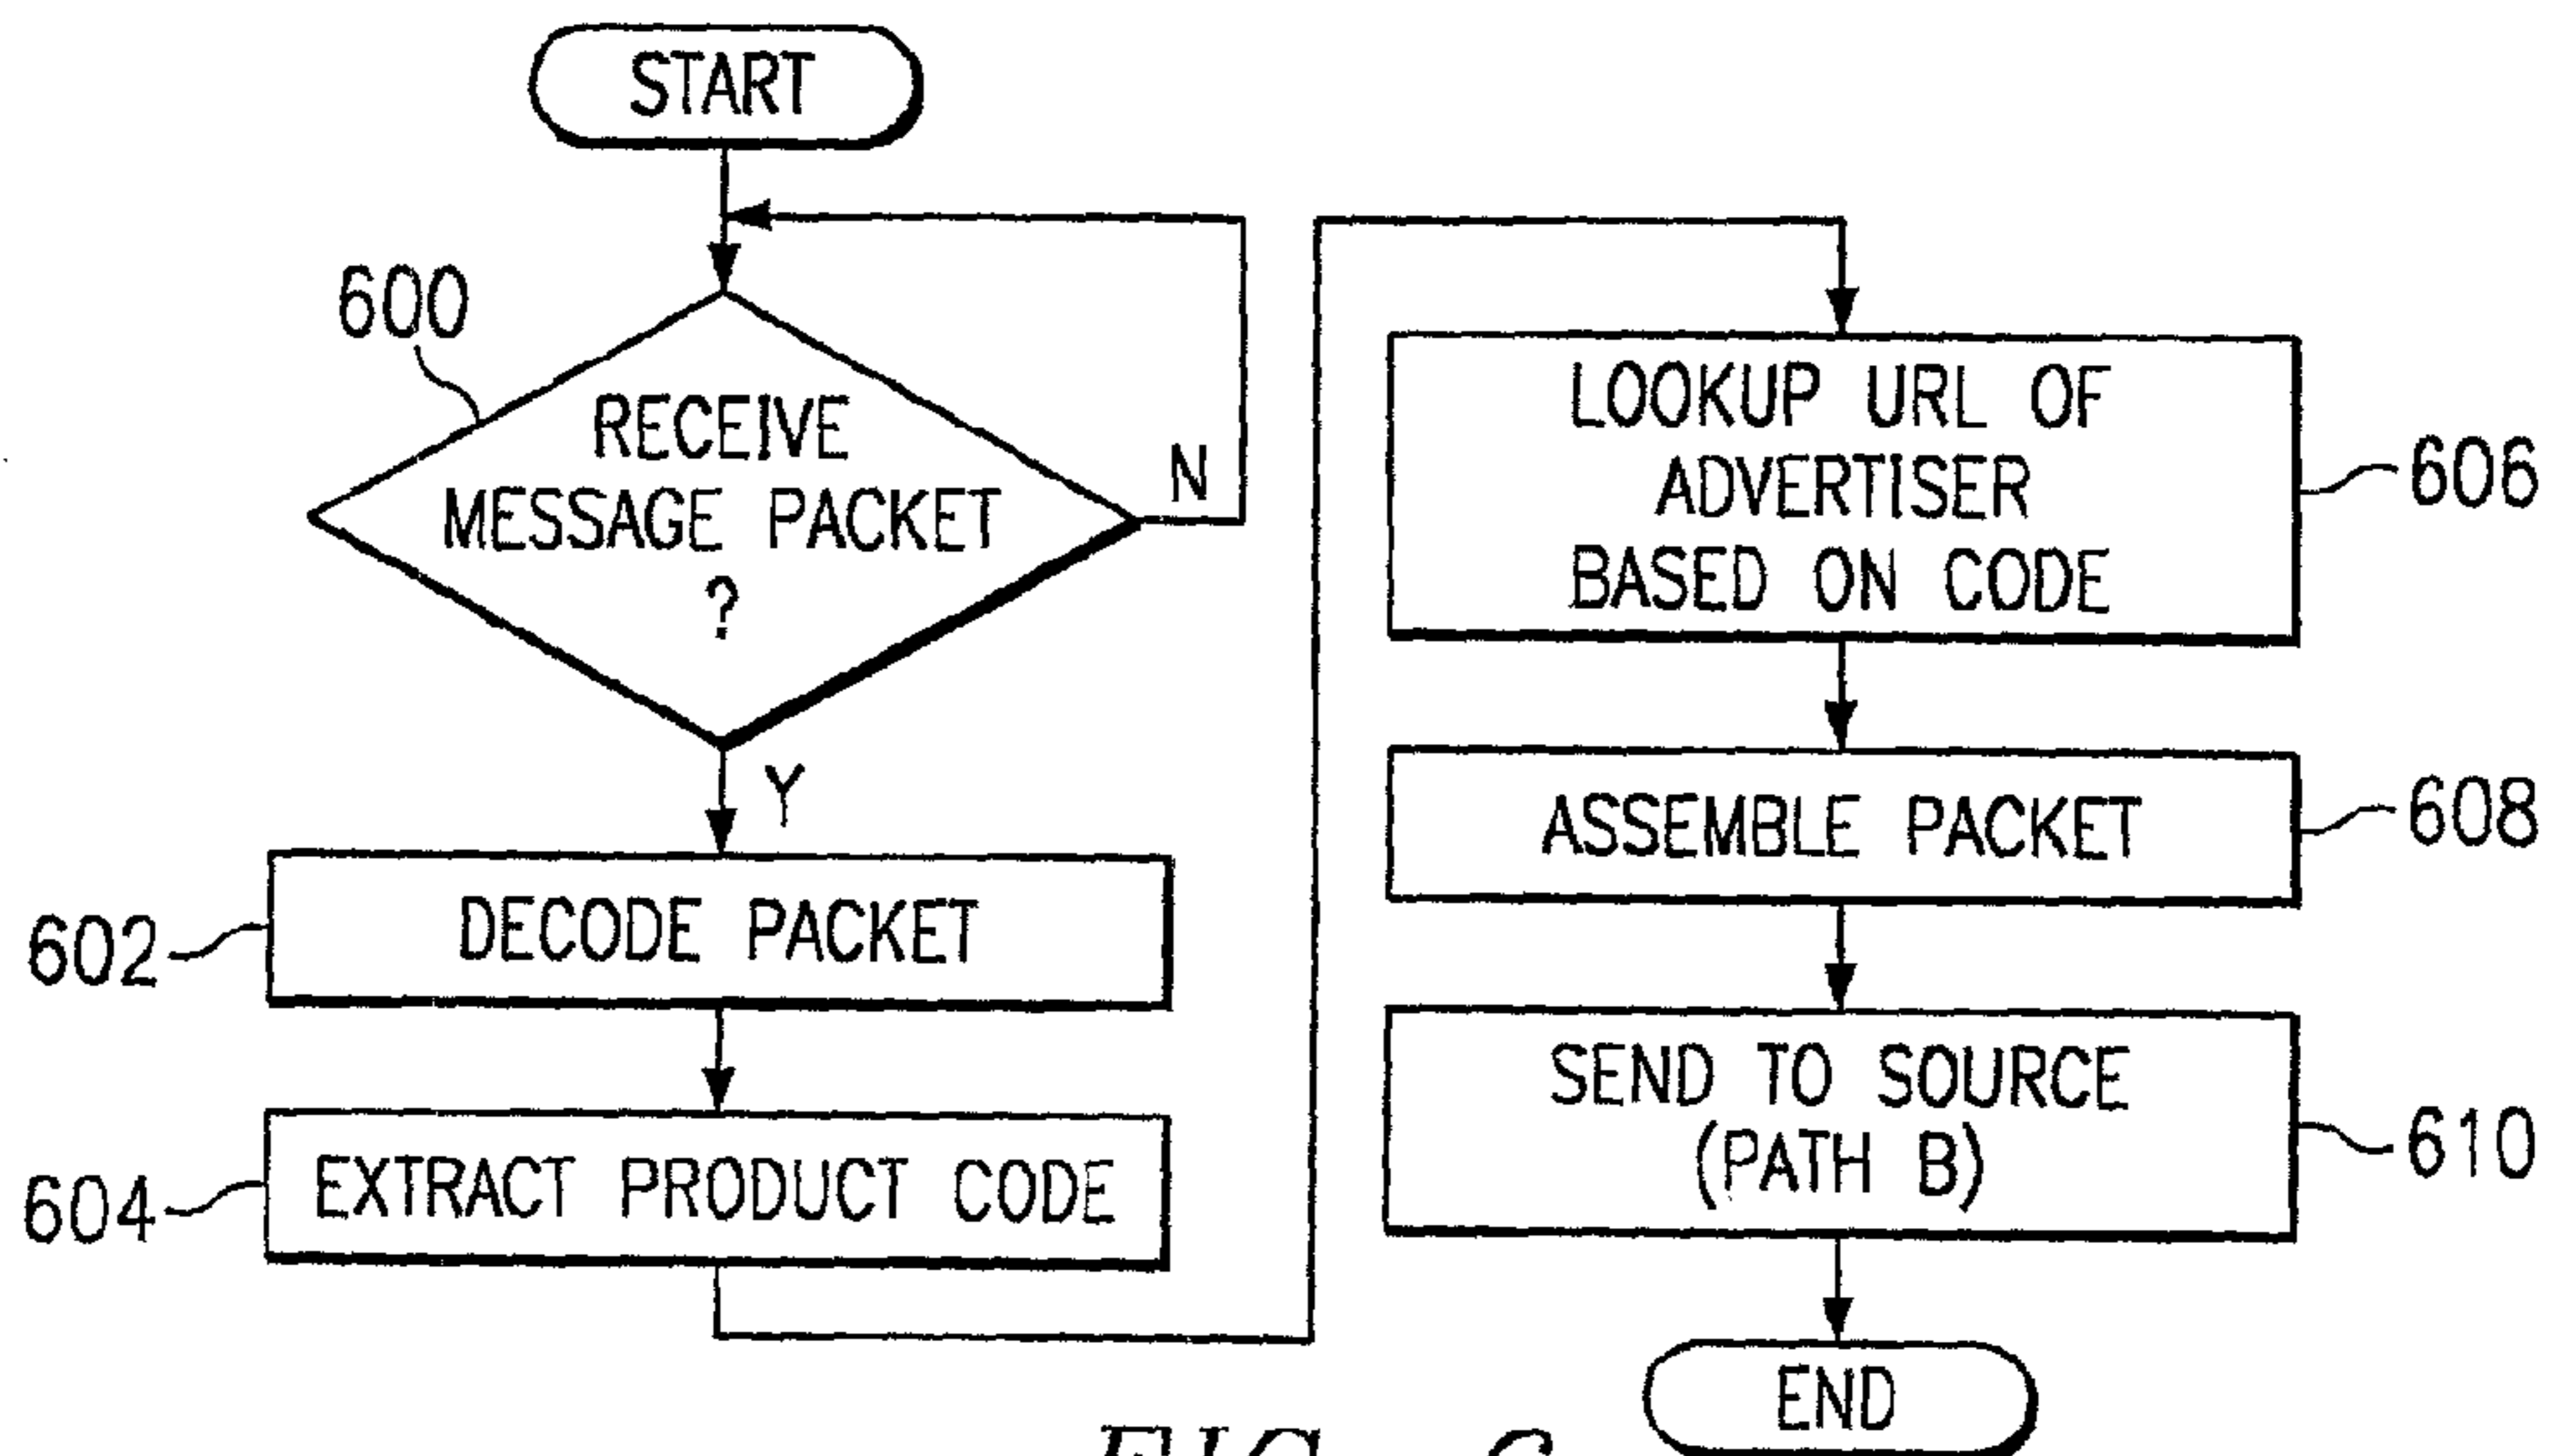 START
600
RECEIVE
MESSAGE PACKET
?
N
Y
602
DECODE PACKET
604
EXTRACT PRODUCT CODE
LOOKUP URL OF
ADVERTISER
BASED ON CODE
606
ASSEMBLE PACKET
608
SEND TO SOURCE
(PATH B)
610
END